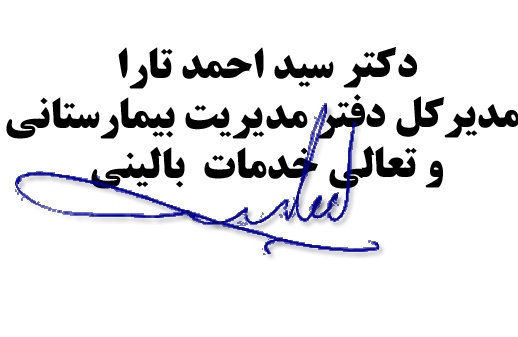 دکتر سید احمد تارا
مدیرکل دفتر مدیریت بیمارستانی
و تعالی خدمات بالینی